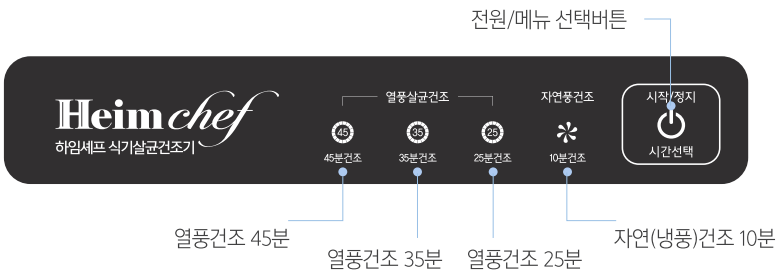 전원/메뉴 선택버튼
Heim chef
하임셰프 식기살균건조기
열풍살균건조
자연풍건조
시작/정지
45
35
25
시간선택
45분건조
35분건조
25분건조
10분건조
열풍건조 45분
열풍건조 35분
열풍건조 25분
자연(냉풍)건조 10분